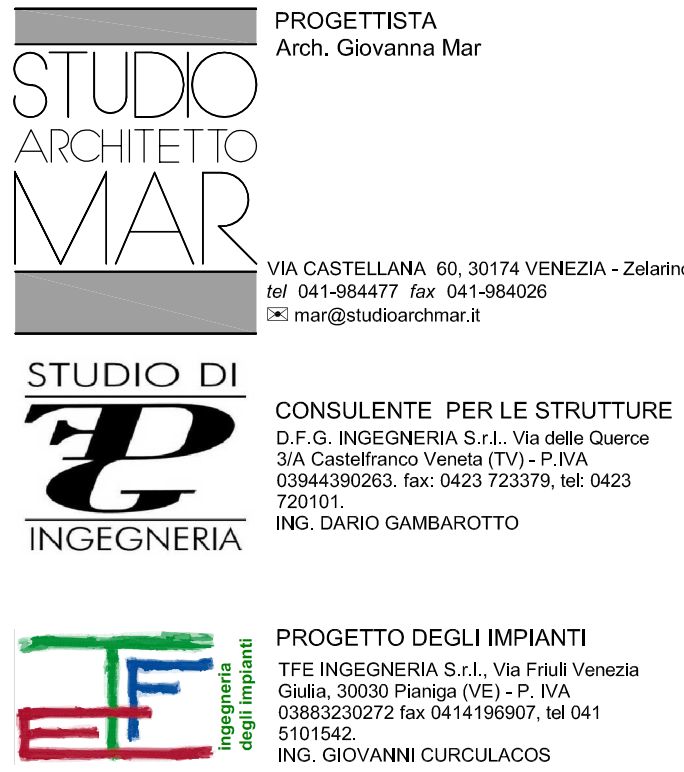 STUDIO
ARCHITETTO
MAR
PROGETTISTA
Arch. Giovanna Mar
VIA CASTELLANA 60, 30174 VENEZIA - Zelarino
tel 041-984477 fax 041-984026
✉ mar@studioarchmar.it
STUDIO DI
FDG
INGEGNERIA
CONSULENTE PER LE STRUTTURE
D.F.G. INGEGNERIA S.r.l.. Via delle Querce
3/A Castelfranco Veneta (TV) - P.IVA
03944390263. fax: 0423 723379, tel: 0423
720101.
ING. DARIO GAMBAROTTO
TFE
ingegneria
degli impianti
PROGETTO DEGLI IMPIANTI
TFE INGEGNERIA S.r.l., Via Friuli Venezia
Giulia, 30030 Pianiga (VE) - P. IVA
03883230272 fax 0414196907, tel 041
5101542.
ING. GIOVANNI CURCULACOS